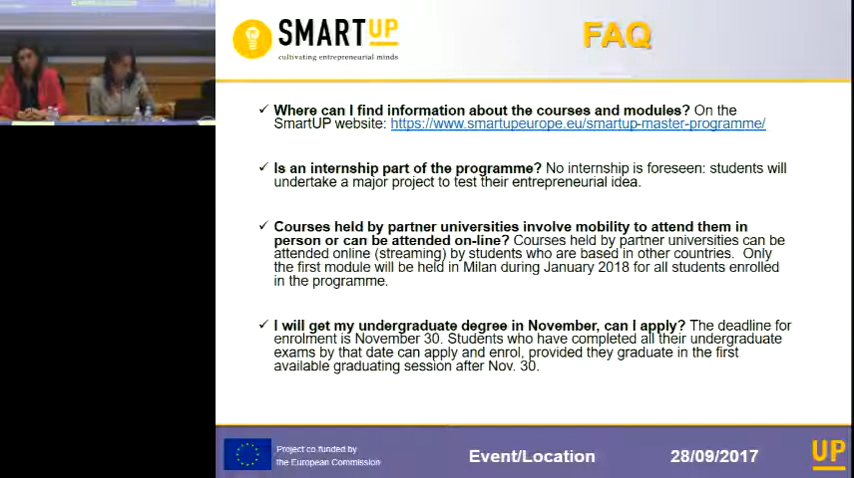 SMARTUP
cultivating entrepreneurial minds
FAQ
✓ Where can I find information about the courses and modules? On the
SmartUP website: https://www.smartupeurope.eu/smartup-master-programme/
✓ Is an internship part of the programme? No internship is foreseen: students will
undertake a major project to test their entrepreneurial idea.
✓ Courses held by partner universities involve mobility to attend them in
person or can be attended on-line? Courses held by partner universities can be
attended online (streaming) by students who are based in other countries. Only
the first module will be held in Milan during January 2018 for all students enrolled
in the programme.
✓ I will get my undergraduate degree in November, can I apply? The deadline for
enrolment is November 30. Students who have completed all their undergraduate
exams by that date can apply and enrol, provided they graduate in the first
available graduating session after Nov. 30.
Project co.funded by
the European Commission
Event/Location
28/09/2017
UP